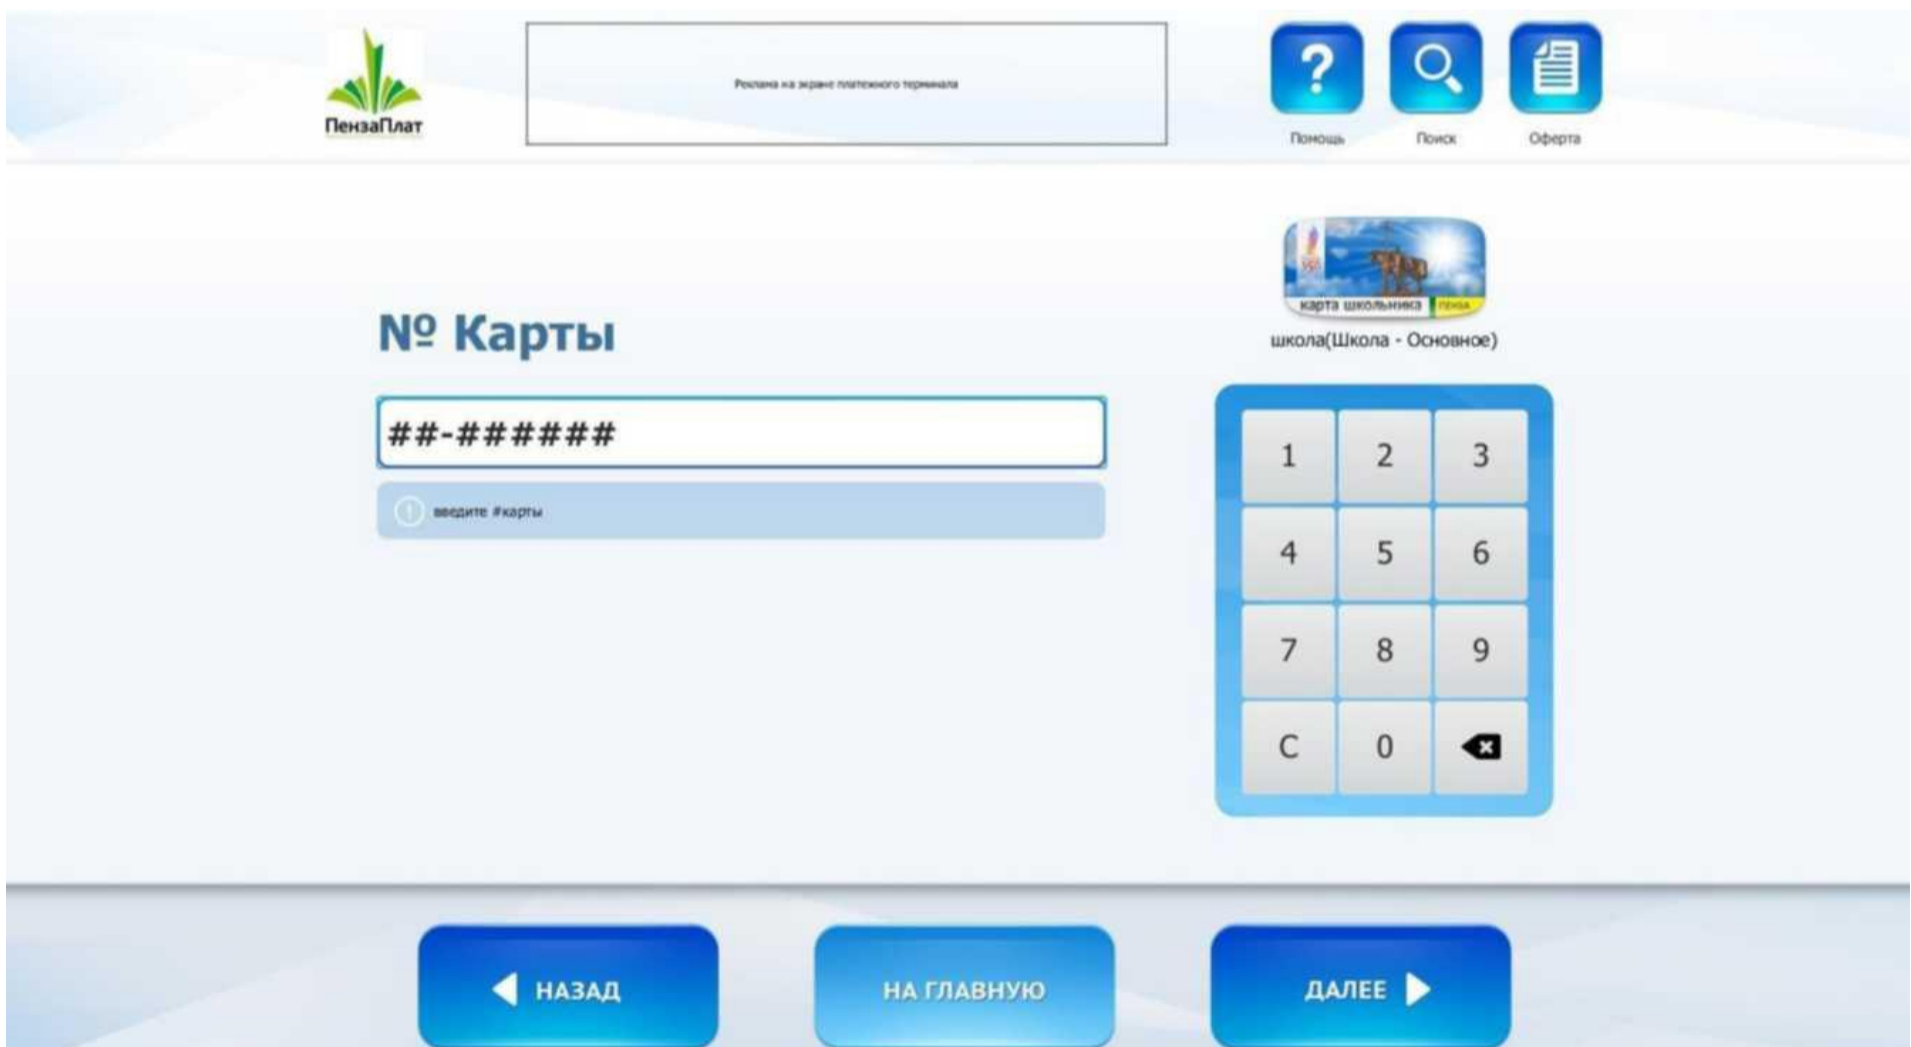 ПензаПлат
Реклама на экране платежного терминала
Помощь
Поиск
Оферта
карта школьника
ПЕНЗА
школа(Школа - Основное)
№ Карты
##-######
введите #карты
1 2 3
4 5 6
7 8 9
C 0
НАЗАД
НА ГЛАВНУЮ
ДАЛЕЕ